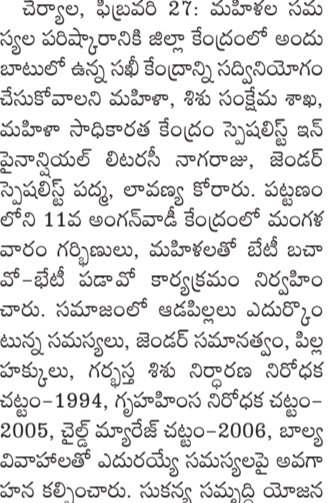 చేర్యాల, ఫిబ్రవరి 27: మహిళల సమ
స్యల పరిష్కారానికి జిల్లా కేంద్రంలో అందు
బాటులో ఉన్న సఖీ కేంద్రాన్ని సద్వినియోగం
చేసుకోవాలని మహిళా, శిశు సంక్షేమ శాఖ,
మహిళా సాధికారత కేంద్రం స్పెషలిస్ట్ ఇన్
ఫైనాన్షియల్ లిటరసీ నాగరాజు, జెండర్
స్పెషలిస్ట్ పద్మ, లావణ్య కోరారు. పట్టణం
లోని 11వ అంగన్‌వాడీ కేంద్రంలో మంగళ
వారం గర్భిణులు, మహిళలతో బేటీ బచా
వో-భేటీ పడావో కార్యక్రమం నిర్వహిం
చారు. సమాజంలో ఆడపిల్లలు ఎదుర్కొం
టున్న సమస్యలు, జెండర్ సమానత్వం, పిల్ల
హక్కులు, గర్భస్త శిశు నిర్ధారణ నిరోధక
చట్టం-1994, గృహహింస నిరోధక చట్టం-
2005, చైల్డ్ మ్యారేజ్ చట్టం-2006, బాల్య
వివాహాలతో ఎదురయ్యే సమస్యలపై అవగా
హన కల్పించారు. సుకన్య సమృద్ధి యోజన